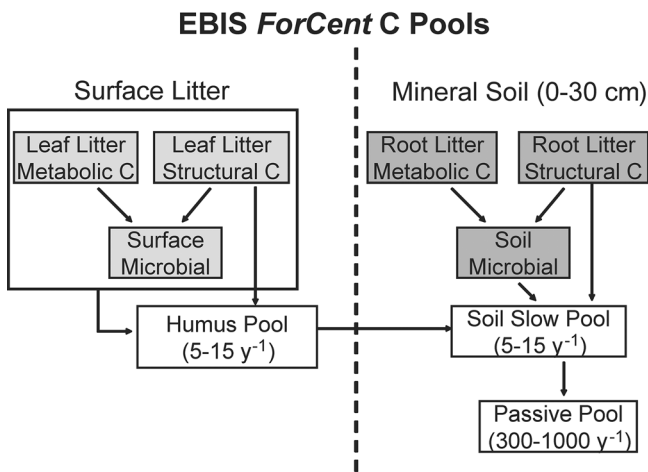 EBIS ForCent C Pools
Surface Litter
Leaf Litter
Metabolic C
Leaf Litter
Structural C
Surface
Microbial
Humus Pool
(5-15 y⁻¹)
Mineral Soil (0-30 cm)
Root Litter
Metabolic C
Root Litter
Structural C
Soil
Microbial
Soil Slow Pool
(5-15 y⁻¹)
Passive Pool
(300-1000 y⁻¹)